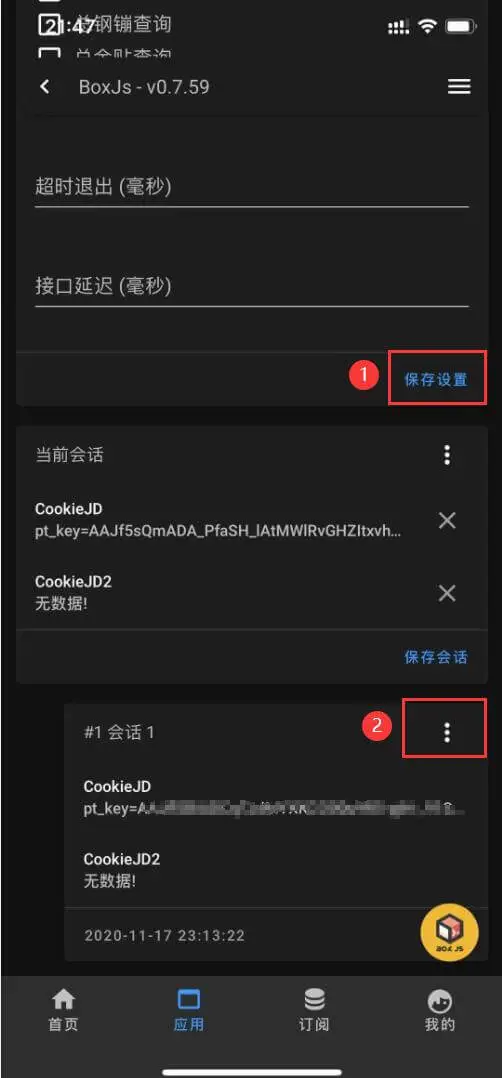 21:47
总钢镚查询
总金贴查询
BoxJs - v0.7.59
超时退出 (毫秒)
接口延迟 (毫秒)
1
保存设置
当前会话
CookieJD
pt_key=AAJf5sQmADA_PfaSH_lAtMWlRvGHZItxvh...
CookieJD2
无数据!
保存会话
2
#1 会话 1
CookieJD
pt_key=A
CookieJD2
无数据!
2020-11-17 23:13:22
BOX JS
首页
应用
订阅
我的